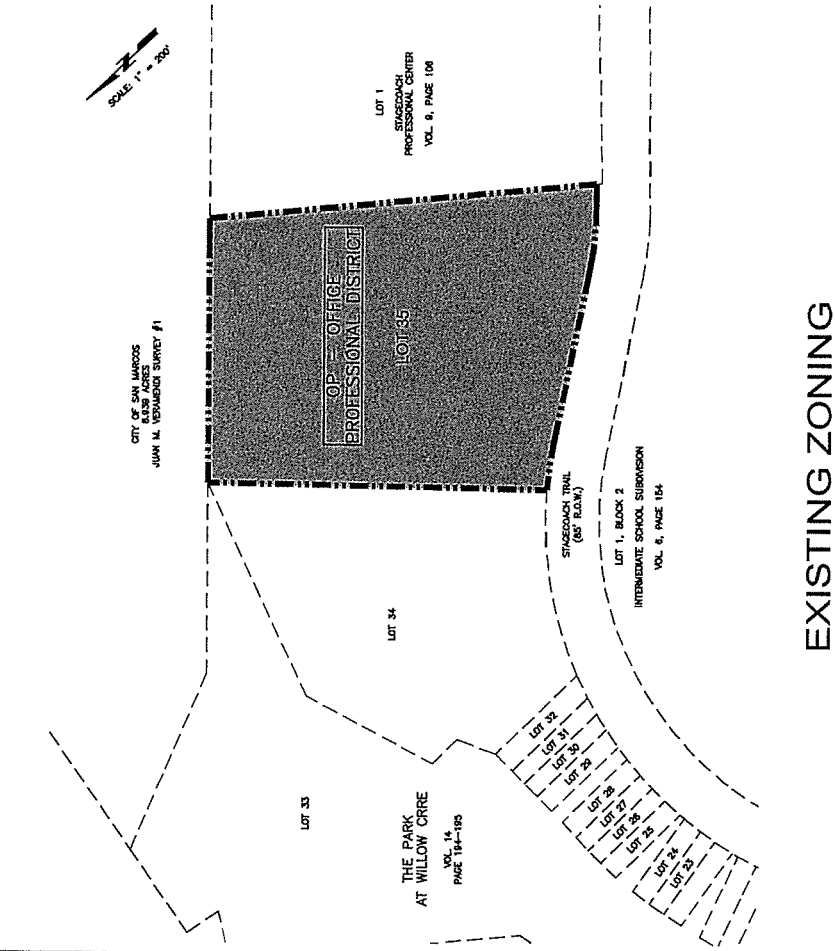 SCALE: 1" = 200'
LOT 1
STAGECOACH
PROFESSIONAL CENTER
VOL. 9, PAGE 106
CITY OF SAN MARCOS
8.939 ACRES
JUAN M. VERAMENDI SURVEY #1
OP - OFFICE -
PROFESSIONAL DISTRICT
LOT 35
STAGECOACH TRAIL
(85' R.O.W.)
LOT 1, BLOCK 2
INTERMEDIATE SCHOOL SUBDIVISION
VOL. 6, PAGE 154
LOT 34
LOT 33
THE PARK
AT WILLOW CRRE
VOL. 14
PAGE 194-195
LOT 32
LOT 31
LOT 30
LOT 29
LOT 28
LOT 27
LOT 26
LOT 25
LOT 24
LOT 23
EXISTING ZONING